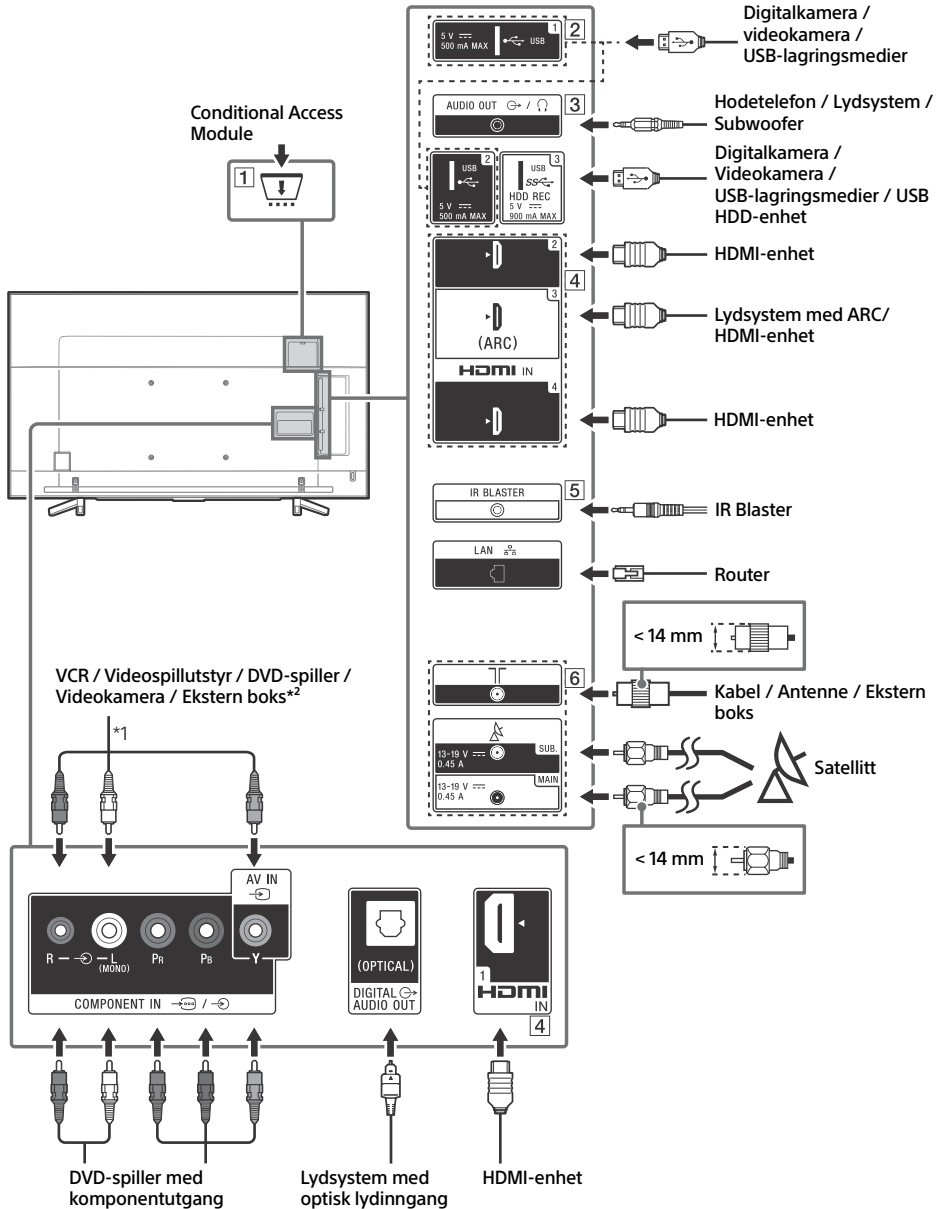 Conditional Access
Module
1
5 V
500 mA MAX
USB
1
2
Digitalkamera /
videokamera /
USB-lagringsmedier
AUDIO OUT /
3
Hodetelefon / Lydsystem /
Subwoofer
2
USB
5 V
500 mA MAX
3
USB
SS
HDD REC
5 V
900 mA MAX
Digitalkamera /
Videokamera /
USB-lagringsmedier / USB
HDD-enhet
2
4
HDMI-enhet
3
(ARC)
HDMI IN
Lydsystem med ARC/
HDMI-enhet
4
HDMI-enhet
IR BLASTER
5
IR Blaster
LAN
Router
< 14 mm
6
Kabel / Antenne / Ekstern
boks
13-19 V
0.45 A
SUB.
MAIN
13-19 V
0.45 A
Satellitt
< 14 mm
VCR / Videospillutstyr / DVD-spiller /
Videokamera / Ekstern boks*2
*1
AV IN
R — — L
(MONO)
PR
PB
Y
COMPONENT IN /
(OPTICAL)
DIGITAL
AUDIO OUT
1
HDMI
IN
4
DVD-spiller med
komponentutgang
Lydsystem med
optisk lydinngang
HDMI-enhet